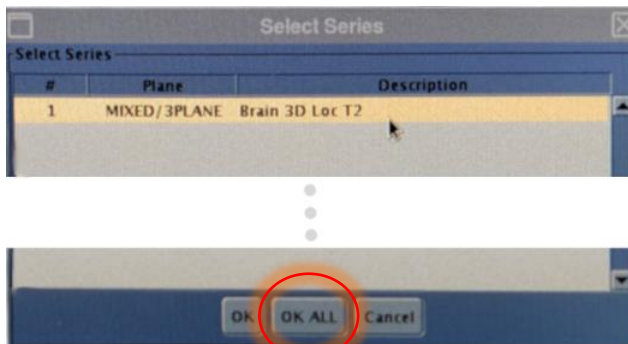 Select Series
Select Series
# Plane Description
1 MIXED/3PLANE Brain 3D Loc T2
OK OK ALL Cancel